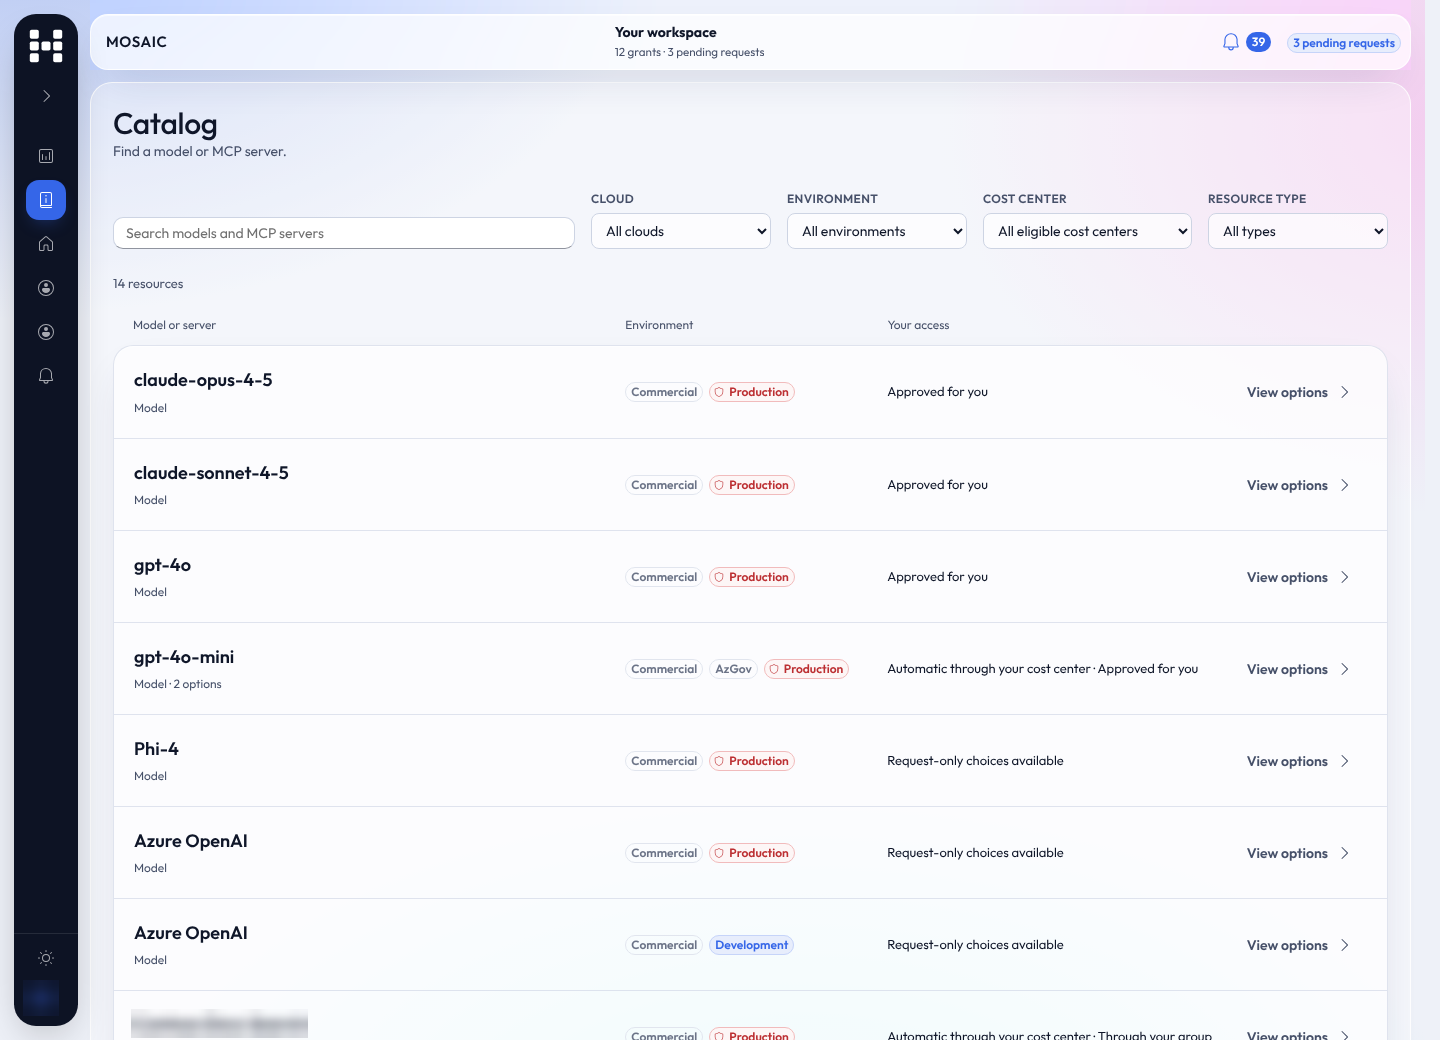 MOSAIC
Your workspace
12 grants · 3 pending requests
39
3 pending requests
Catalog
Find a model or MCP server.
CLOUD
ENVIRONMENT
COST CENTER
RESOURCE TYPE
Search models and MCP servers
All clouds
All environments
All eligible cost centers
All types
14 resources
Model or server
Environment
Your access
claude-opus-4-5
Model
Commercial
Production
Approved for you
View options
claude-sonnet-4-5
Model
Commercial
Production
Approved for you
View options
gpt-4o
Model
Commercial
Production
Approved for you
View options
gpt-4o-mini
Model · 2 options
Commercial
AzGov
Production
Automatic through your cost center · Approved for you
View options
Phi-4
Model
Commercial
Production
Request-only choices available
View options
Azure OpenAI
Model
Commercial
Production
Request-only choices available
View options
Azure OpenAI
Model
Commercial
Development
Request-only choices available
View options
Commercial
Production
Automatic through your cost center · Through your group
View options